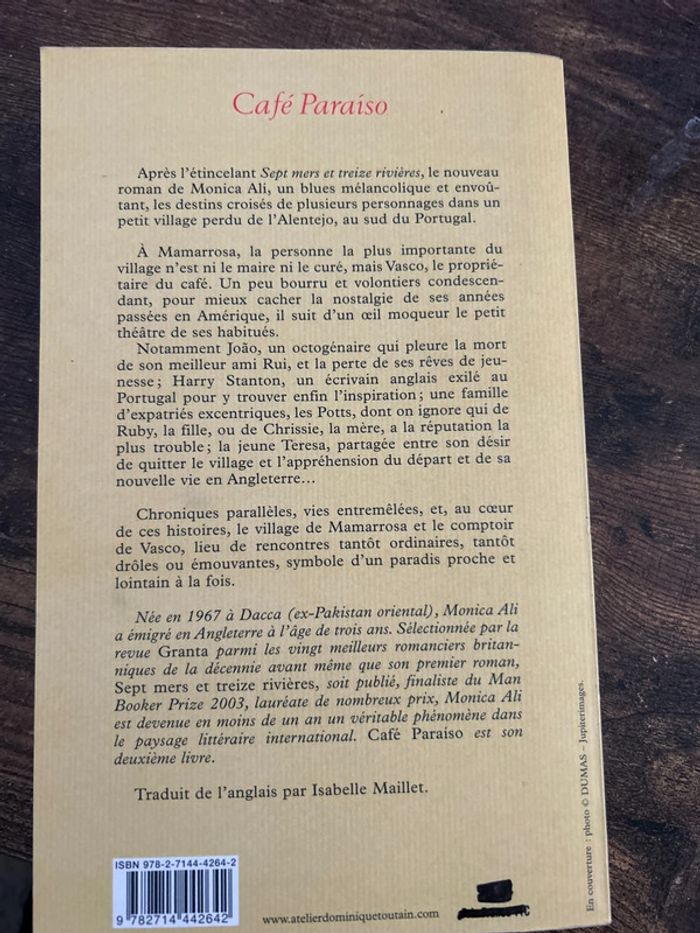 Café Paraíso
Après l'étincelant Sept mers et treize rivières, le nouveau
roman de Monica Ali, un blues mélancolique et envoû-
tant, les destins croisés de plusieurs personnages dans un
petit village perdu de l'Alentejo, au sud du Portugal.
À Mamarrosa, la personne la plus importante du
village n'est ni le maire ni le curé, mais Vasco, le proprié-
taire du café. Un peu bourru et volontiers condescen-
dant, pour mieux cacher la nostalgie de ses années
passées en Amérique, il suit d'un œil moqueur le petit
théâtre de ses habitués.
Notamment João, un octogénaire qui pleure la mort
de son meilleur ami Rui, et la perte de ses rêves de jeu-
nesse ; Harry Stanton, un écrivain anglais exilé au
Portugal pour y trouver enfin l'inspiration ; une famille
d'expatriés excentriques, les Potts, dont on ignore qui de
Ruby, la fille, ou de Chrissie, la mère, a la réputation la
plus trouble ; la jeune Teresa, partagée entre son désir
de quitter le village et l'appréhension du départ et de sa
nouvelle vie en Angleterre…
Chroniques parallèles, vies entremêlées, et, au cœur
de ces histoires, le village de Mamarrosa et le comptoir
de Vasco, lieu de rencontres tantôt ordinaires, tantôt
drôles ou émouvantes, symbole d'un paradis proche et
lointain à la fois.
Née en 1967 à Dacca (ex-Pakistan oriental), Monica Ali
a émigré en Angleterre à l'âge de trois ans. Sélectionnée par la
revue Granta parmi les vingt meilleurs romanciers britan-
niques de la décennie avant même que son premier roman,
Sept mers et treize rivières, soit publié, finaliste du Man
Booker Prize 2003, lauréate de nombreux prix, Monica Ali
est devenue en moins de un an un véritable phénomène dans
le paysage littéraire international. Café Paraíso est son
deuxième livre.
Traduit de l'anglais par Isabelle Maillet.
ISBN 978-2-7144-4264-2
9 782714 442642
www.atelierdominiquetoutain.com
En couverture : photo © DUMAS – Jupiterimages.